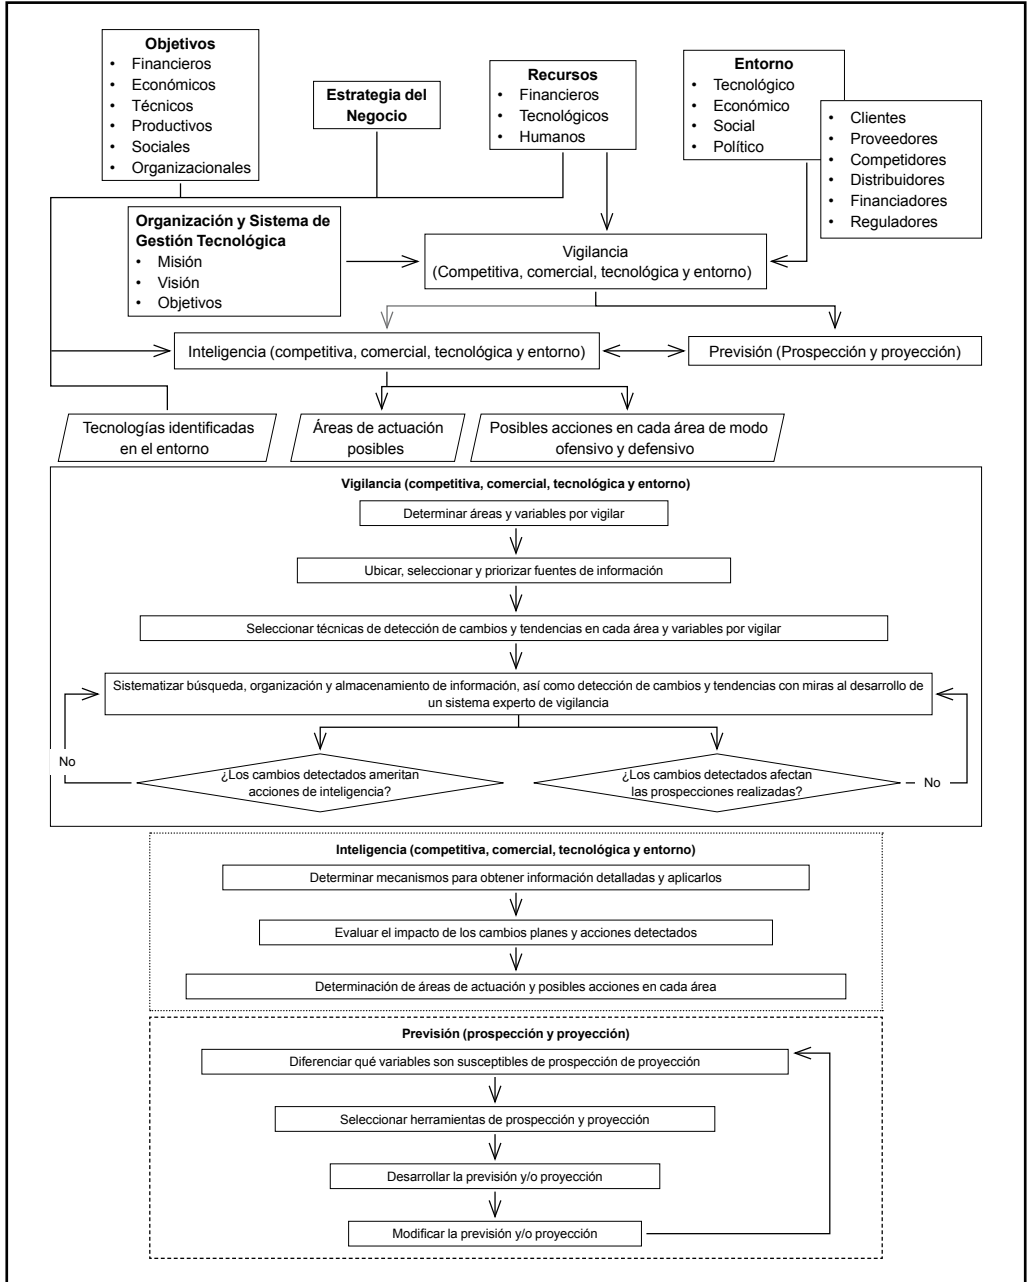 Objetivos
• Financieros
• Económicos
• Técnicos
• Productivos
• Sociales
• Organizacionales
Estrategia del
Negocio
Recursos
• Financieros
• Tecnológicos
• Humanos
Entorno
• Tecnológico
• Económico
• Social
• Político
• Clientes
• Proveedores
• Competidores
• Distribuidores
• Financiadores
• Reguladores
Organización y Sistema de
Gestión Tecnológica
• Misión
• Visión
• Objetivos
Vigilancia
(Competitiva, comercial, tecnológica y entorno)
Inteligencia (competitiva, comercial, tecnológica y entorno)
Previsión (Prospección y proyección)
Tecnologías identificadas
en el entorno
Áreas de actuación
posibles
Posibles acciones en cada área de modo
ofensivo y defensivo
Vigilancia (competitiva, comercial, tecnológica y entorno)
Determinar áreas y variables por vigilar
Ubicar, seleccionar y priorizar fuentes de información
Seleccionar técnicas de detección de cambios y tendencias en cada área y variables por vigilar
Sistematizar búsqueda, organización y almacenamiento de información, así como detección de cambios y tendencias con miras al desarrollo de
un sistema experto de vigilancia
No
¿Los cambios detectados ameritan
acciones de inteligencia?
¿Los cambios detectados afectan
las prospecciones realizadas?
No
Inteligencia (competitiva, comercial, tecnológica y entorno)
Determinar mecanismos para obtener información detalladas y aplicarlos
Evaluar el impacto de los cambios planes y acciones detectados
Determinación de áreas de actuación y posibles acciones en cada área
Previsión (prospección y proyección)
Diferenciar qué variables son susceptibles de prospección de proyección
Seleccionar herramientas de prospección y proyección
Desarrollar la previsión y/o proyección
Modificar la previsión y/o proyección